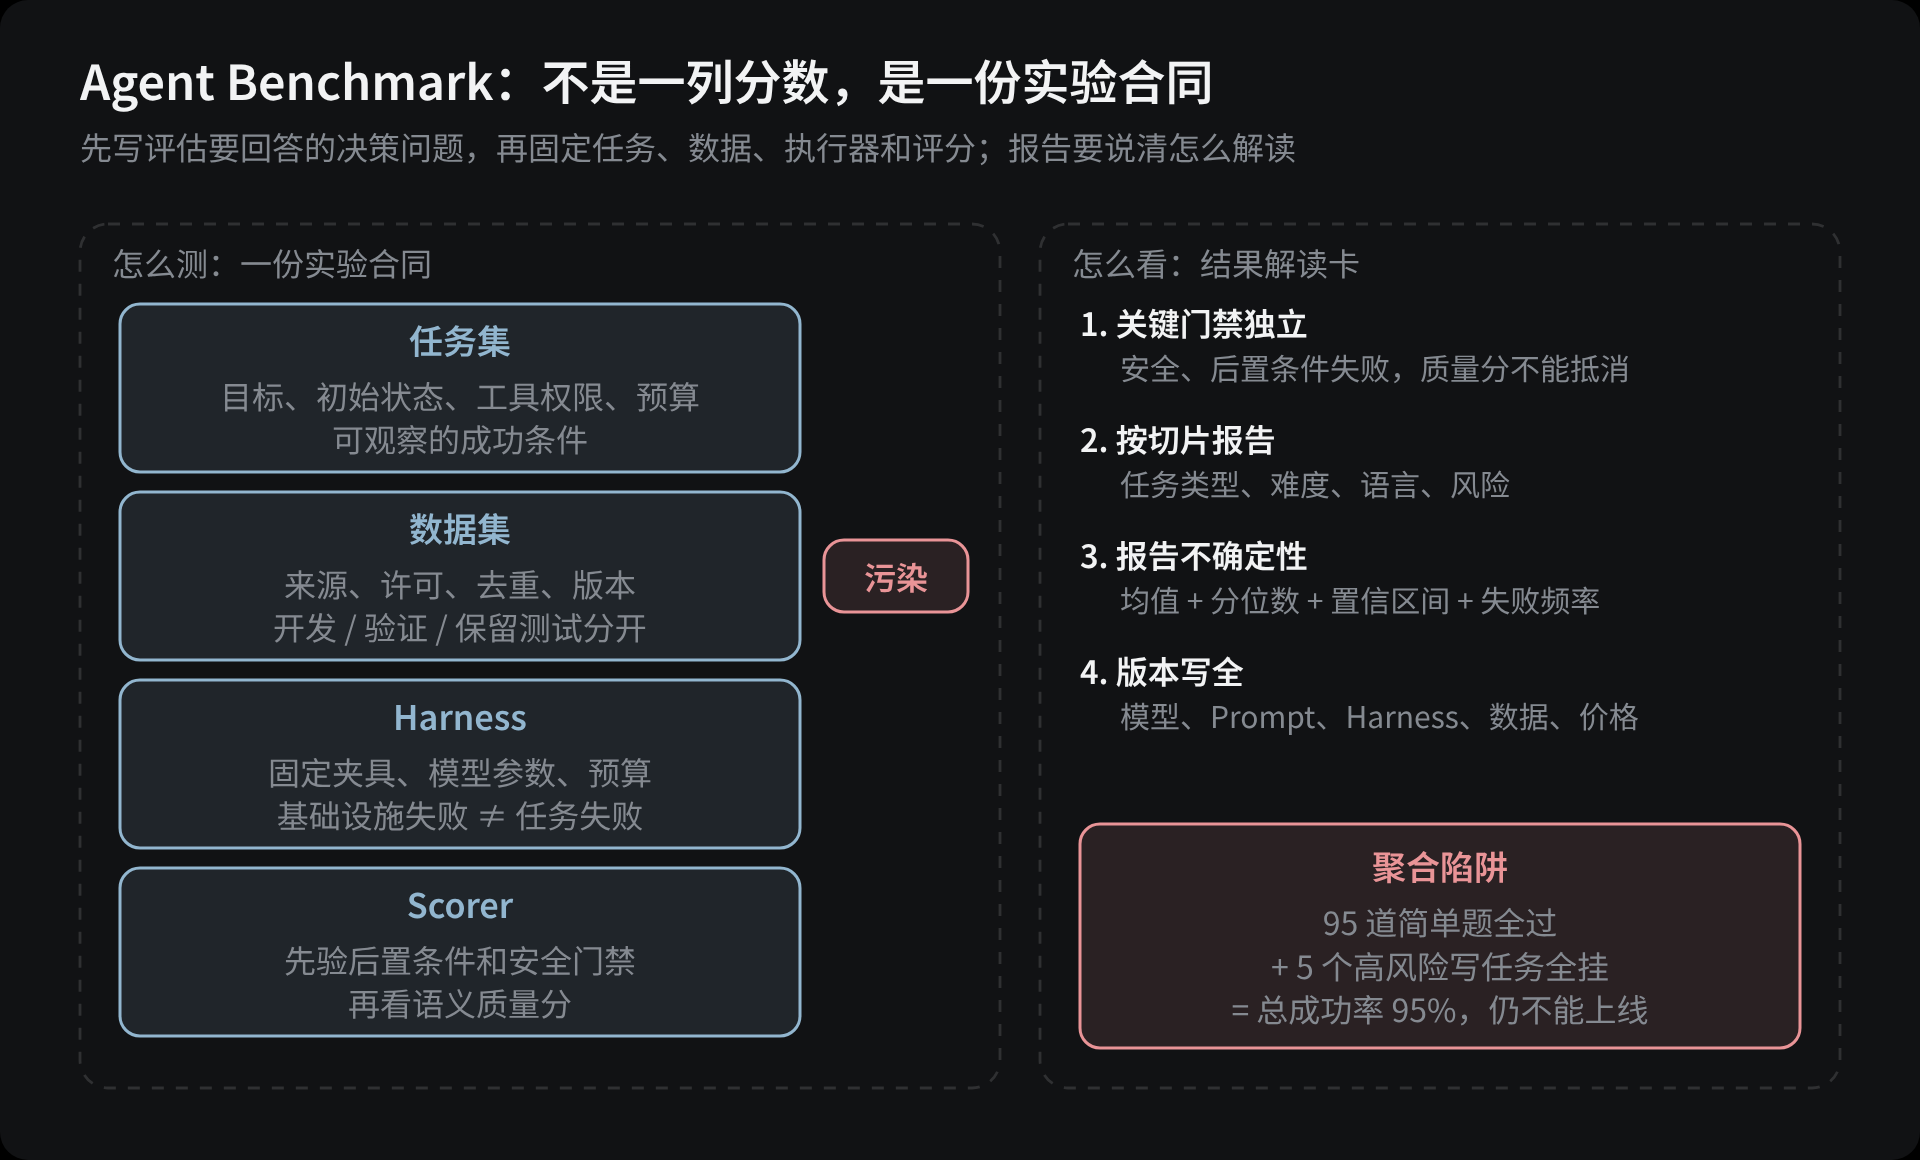 Agent Benchmark：不是一列分数，是一份实验合同
先写评估要回答的决策问题，再固定任务、数据、执行器和评分；报告要说清怎么解读
怎么测：一份实验合同
任务集
目标、初始状态、工具权限、预算
可观察的成功条件
数据集
来源、许可、去重、版本
开发 / 验证 / 保留测试分开
污染
Harness
固定夹具、模型参数、预算
基础设施失败 ≠ 任务失败
Scorer
先验后置条件和安全门禁
再看语义质量分
怎么看：结果解读卡
1. 关键门禁独立
安全、后置条件失败，质量分不能抵消
2. 按切片报告
任务类型、难度、语言、风险
3. 报告不确定性
均值 + 分位数 + 置信区间 + 失败频率
4. 版本写全
模型、Prompt、Harness、数据、价格
聚合陷阱
95 道简单题全过
+ 5 个高风险写任务全挂
= 总成功率 95%，仍不能上线